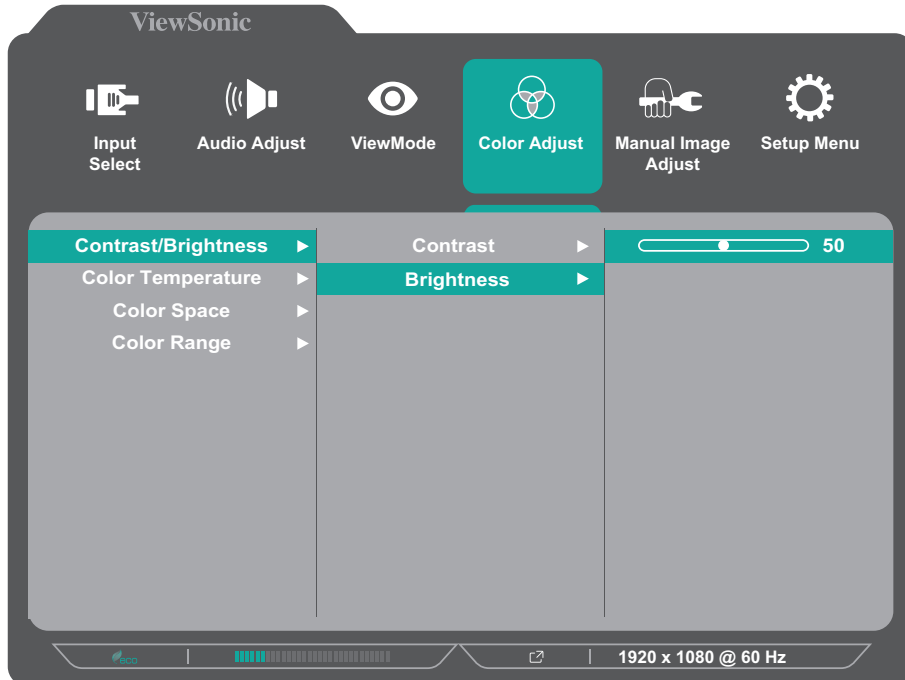 ViewSonic
Input
Select
Audio Adjust
ViewMode
Color Adjust
Manual Image
Adjust
Setup Menu
Contrast/Brightness
Contrast
50
Color Temperature
Brightness
Color Space
Color Range
eco
1920 x 1080 @ 60 Hz